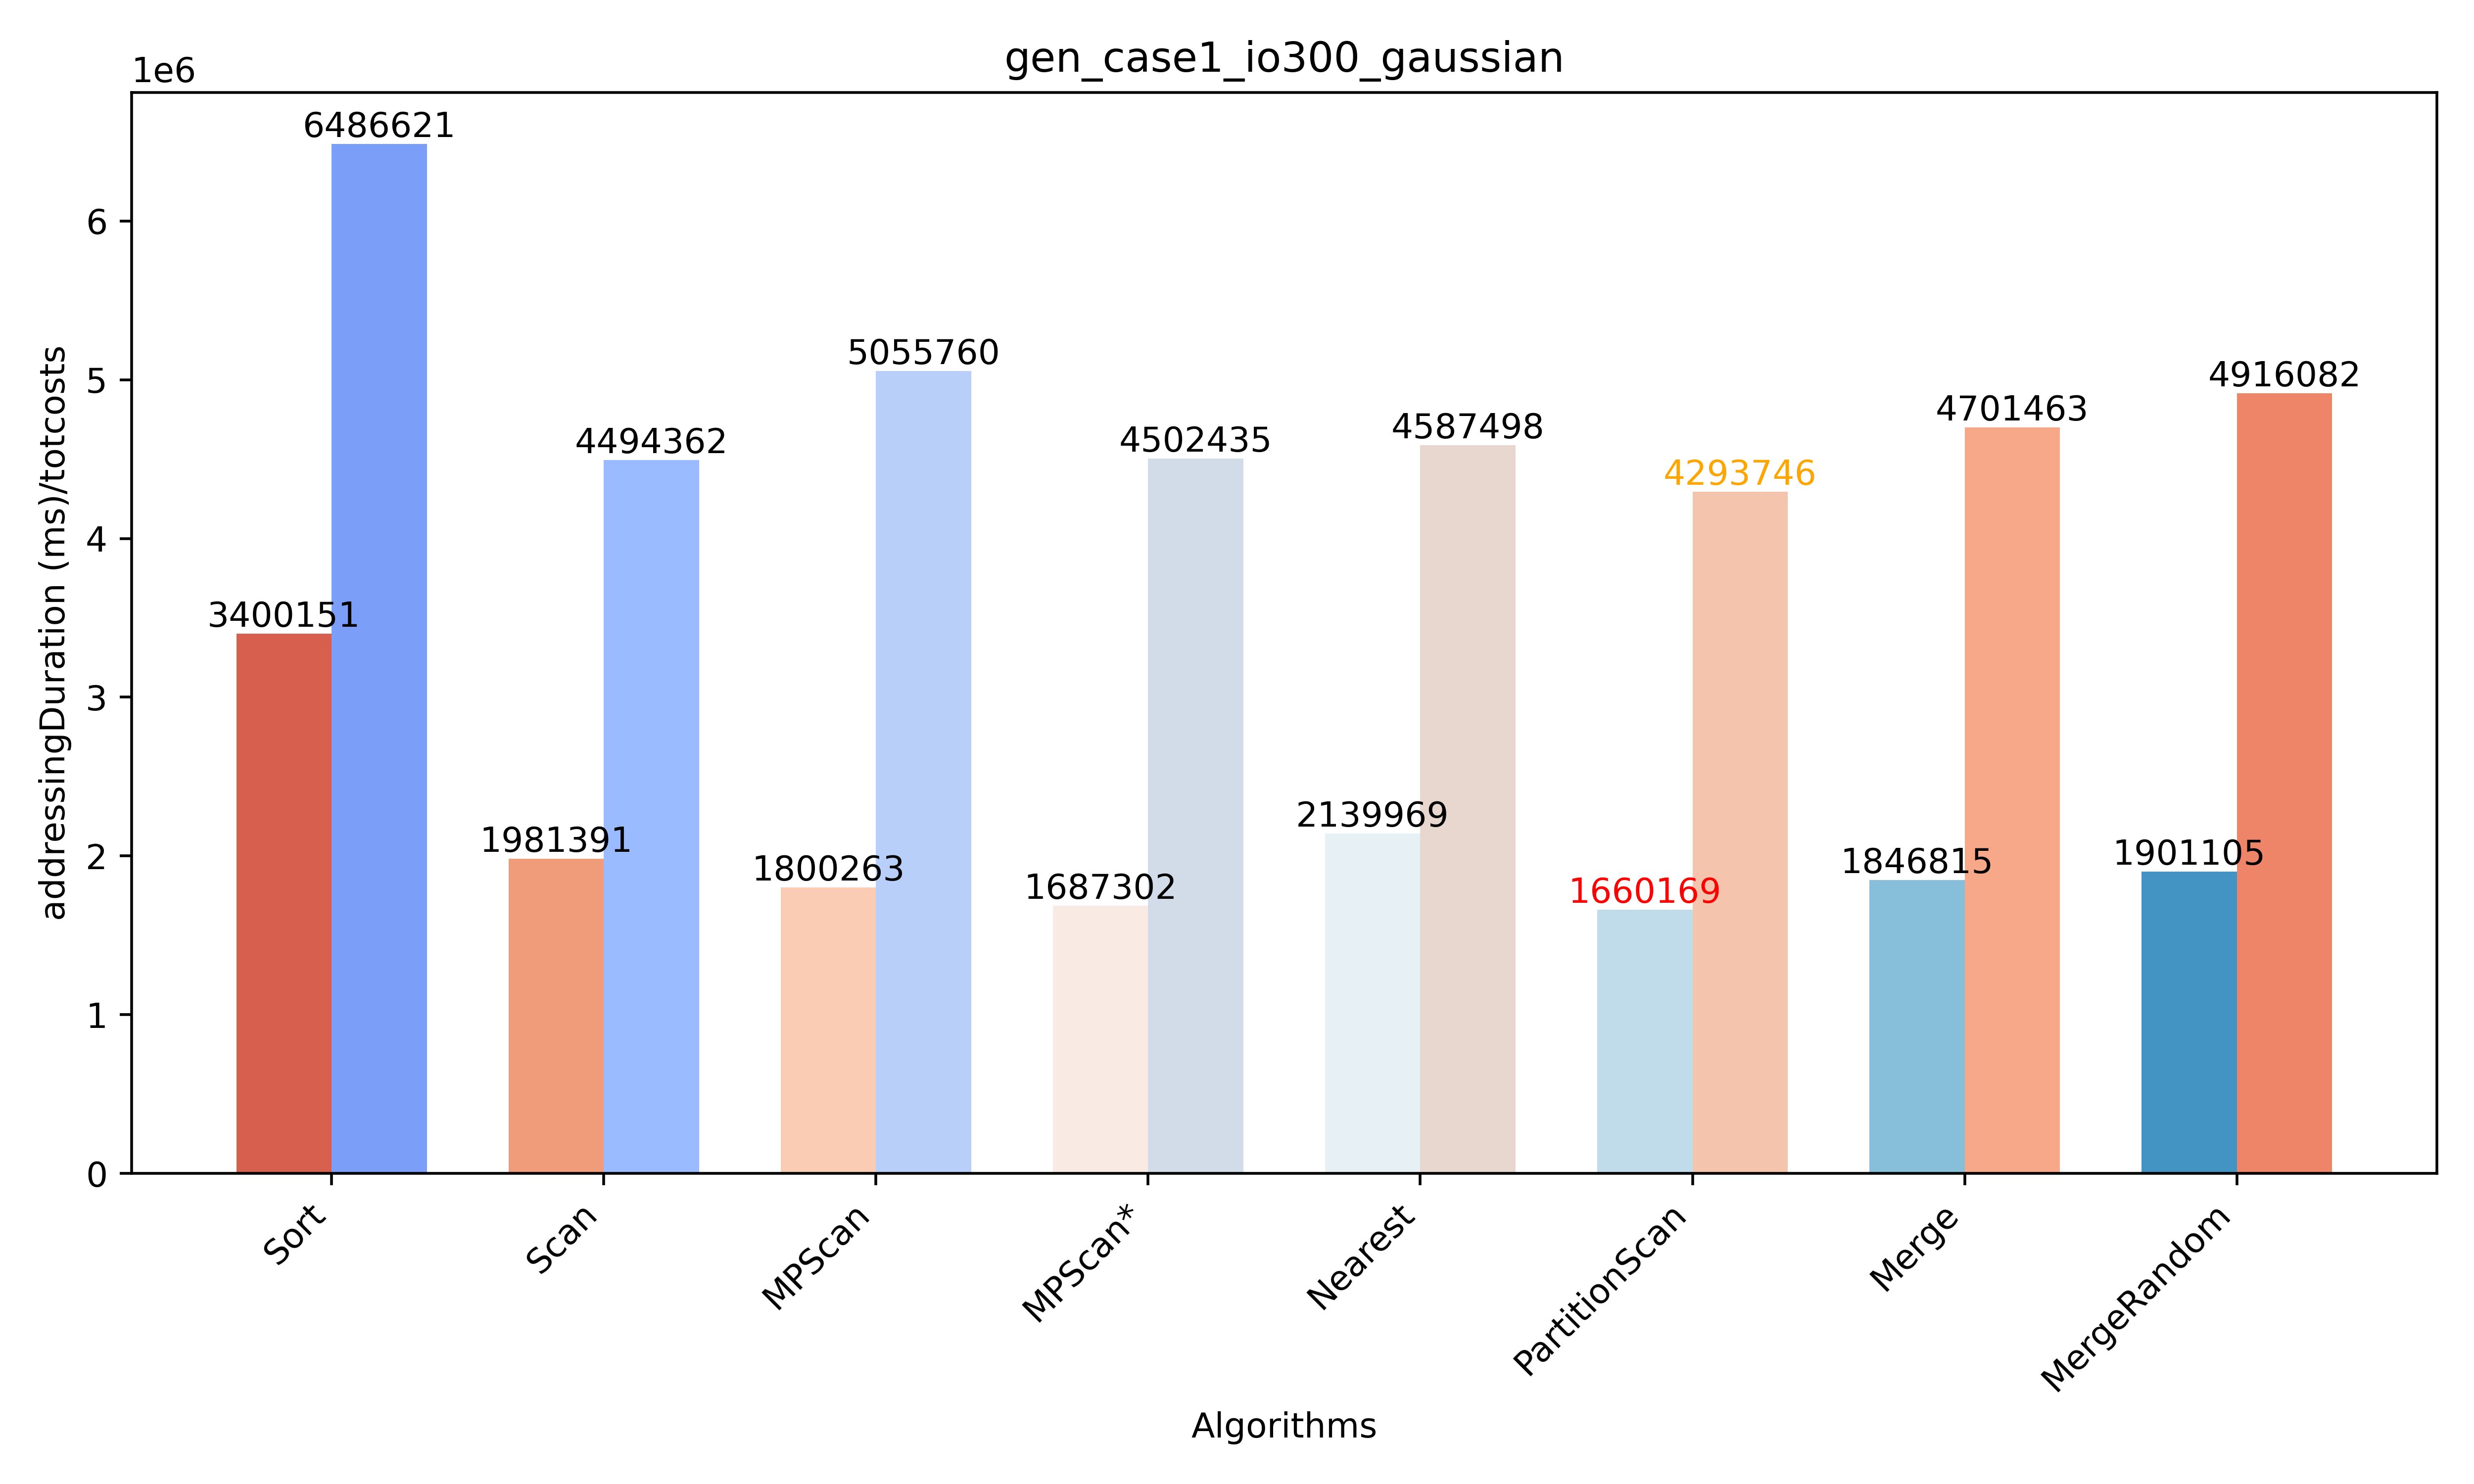 gen_case1_io300_gaussian
1e6
addressingDuration (ms)/totcosts
6
5
4
3
2
1
0
6486621
3400151
4494362
1981391
5055760
1800263
4502435
1687302
4587498
2139969
4293746
1660169
4701463
1846815
4916082
1901105
Sort
Scan
MPScan
MPScan*
Nearest
PartitionScan
Merge
MergeRandom
Algorithms